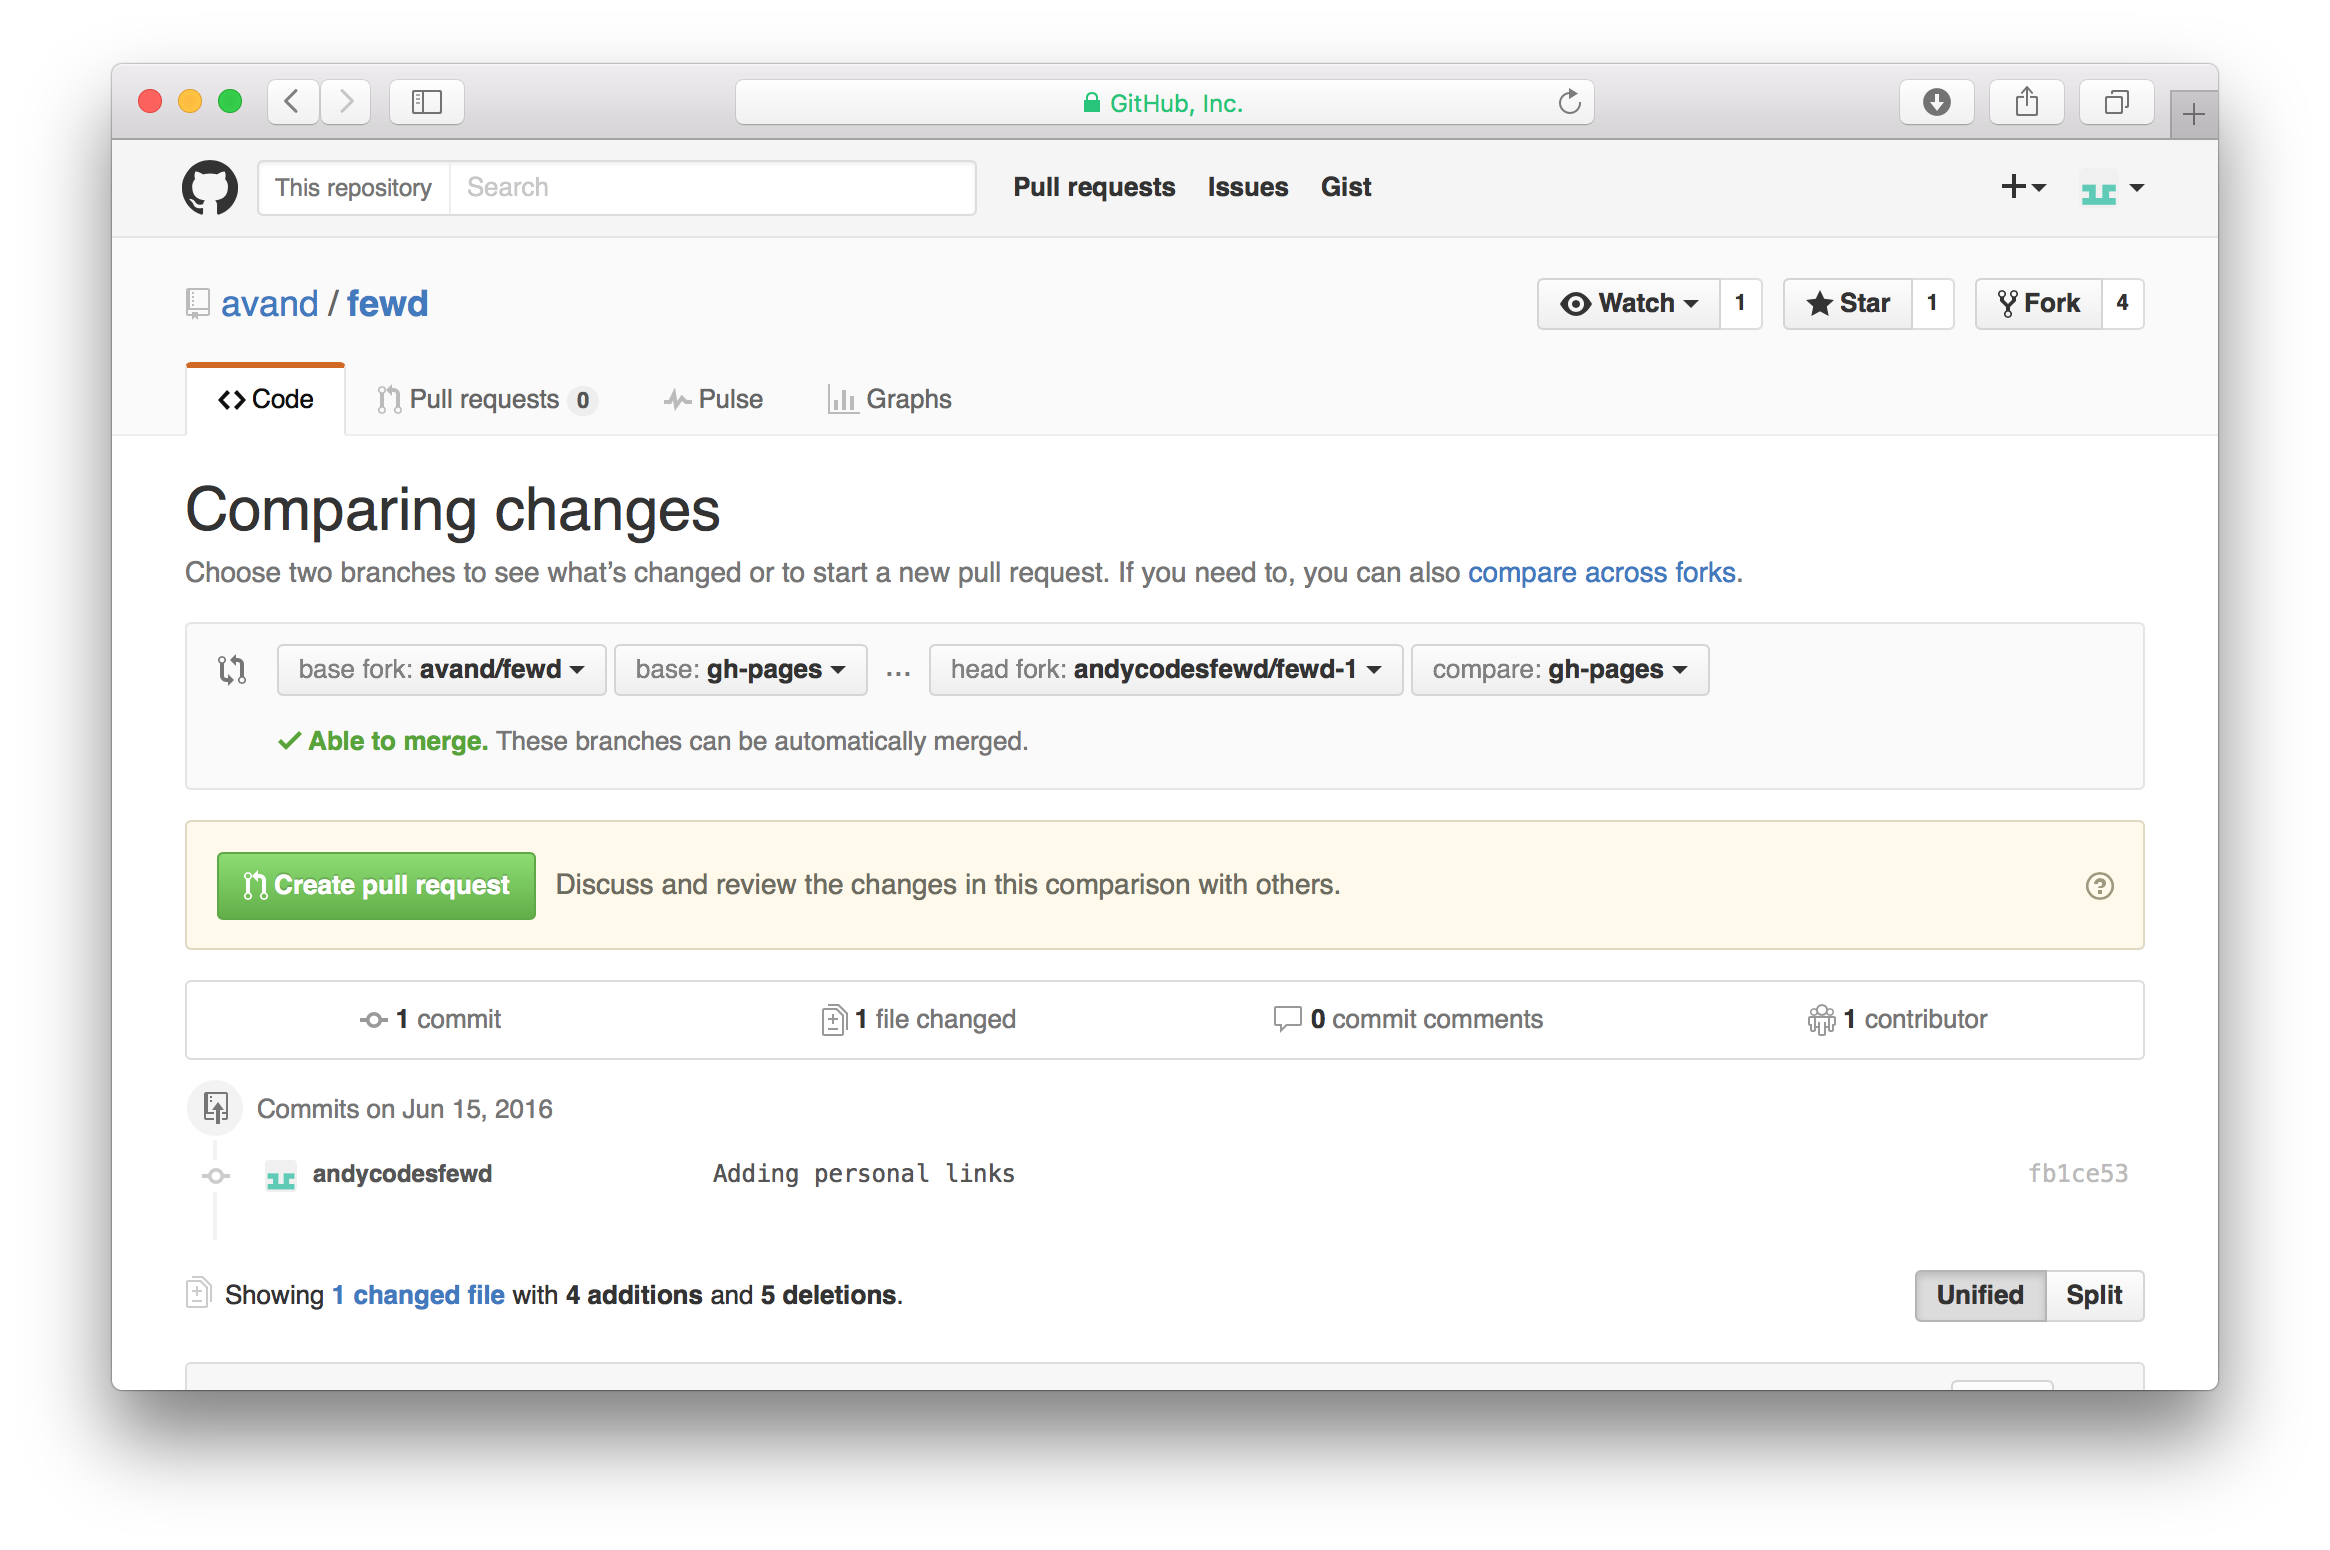 GitHub, Inc.
This repository Search Pull requests Issues Gist
avand / fewd Watch 1 Star 1 Fork 4
Code Pull requests 0 Pulse Graphs
Comparing changes
Choose two branches to see what’s changed or to start a new pull request. If you need to, you can also compare across forks.
base fork: avand/fewd base: gh-pages ... head fork: andycodesfewd/fewd-1 compare: gh-pages
Able to merge. These branches can be automatically merged.
Create pull request Discuss and review the changes in this comparison with others.
1 commit 1 file changed 0 commit comments 1 contributor
Commits on Jun 15, 2016
andycodesfewd Adding personal links fb1ce53
Showing 1 changed file with 4 additions and 5 deletions. Unified Split